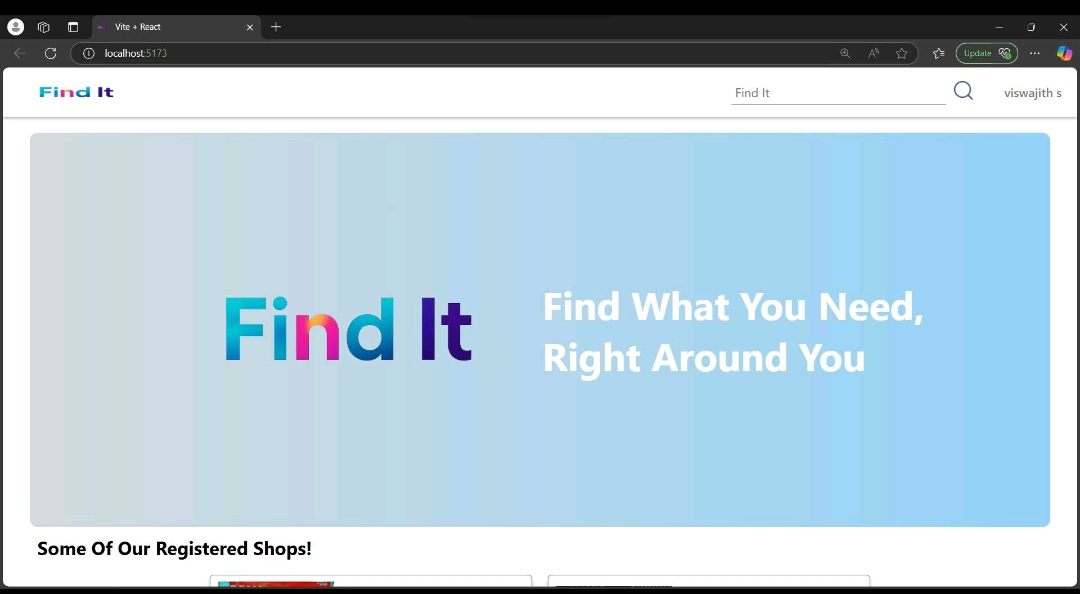 Vite + React
localhost:5173
Update
Find It
Find It
viswajith s
Find It
Find What You Need,
Right Around You
Some Of Our Registered Shops!